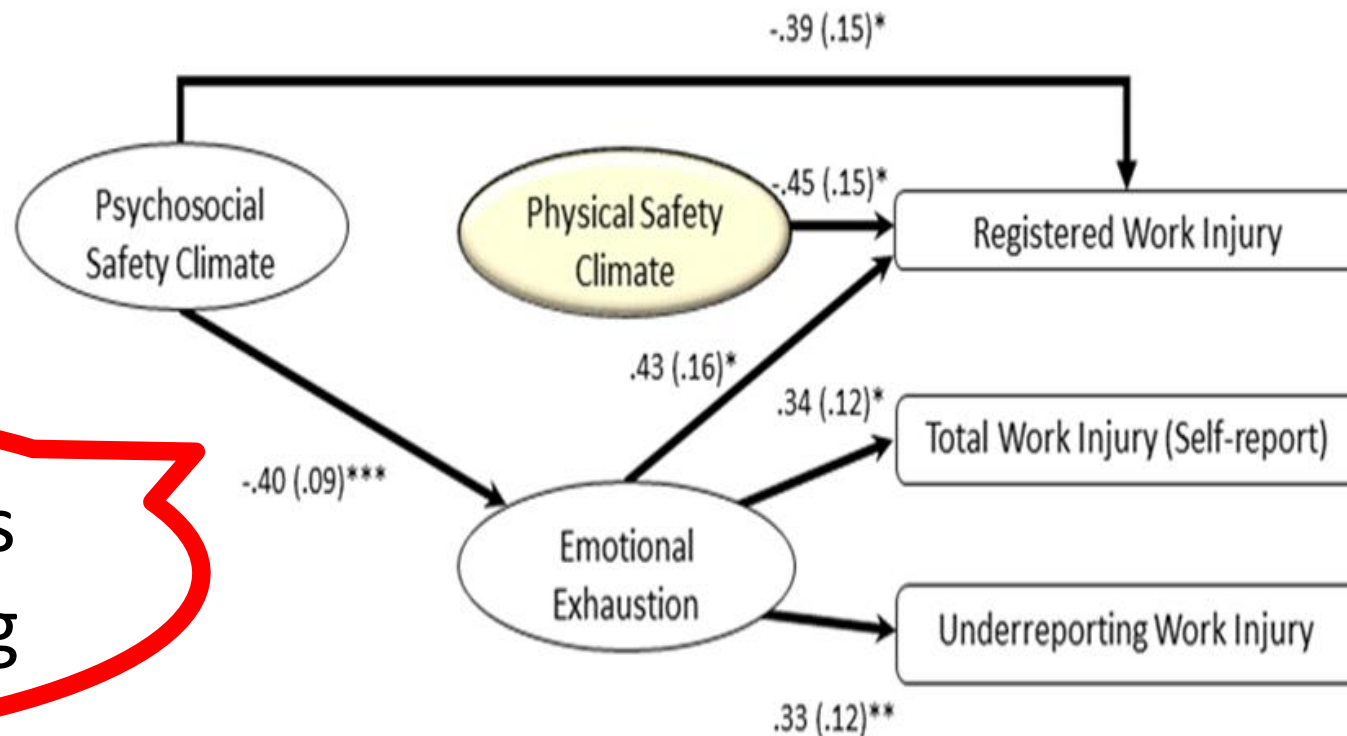 -.39 (.15)*
Psychosocial
Safety Climate
Physical Safety
Climate
-.45 (.15)*
Registered Work Injury
.43 (.16)*
.34 (.12)*
Total Work Injury (Self-report)
-.40 (.09)***
Emotional
Exhaustion
Underreporting Work Injury
.33 (.12)**